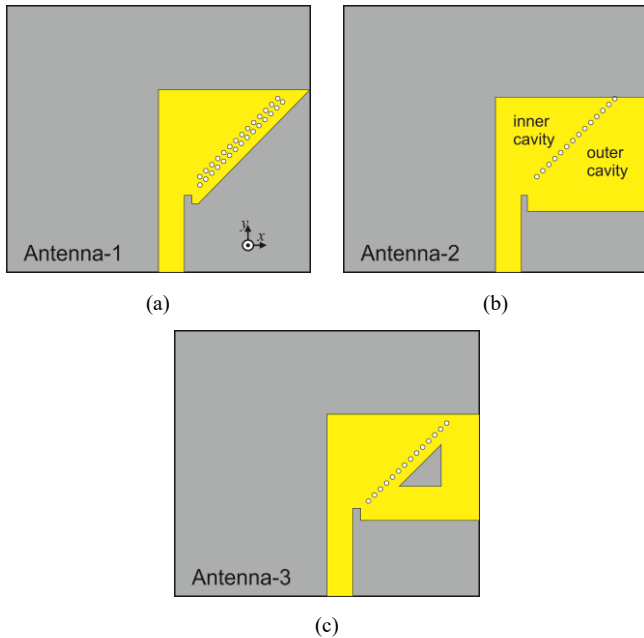 inner
cavity
outer
cavity
y
x
Antenna-1
Antenna-2
(a)
(b)
Antenna-3
(c)